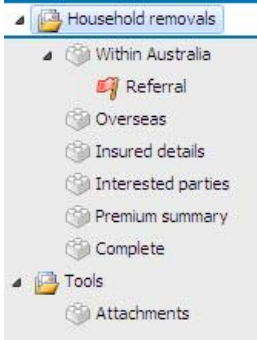 Household removals
Within Australia
Referral
Overseas
Insured details
Interested parties
Premium summary
Complete
Tools
Attachments